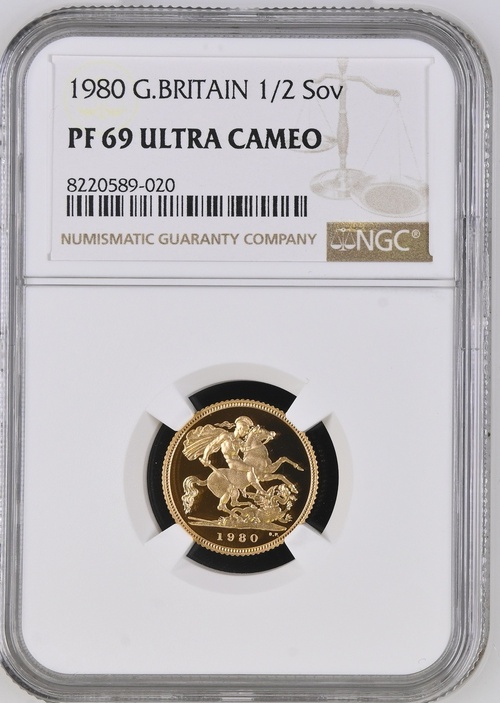 1980 G.BRITAIN 1/2 Sov
PF 69 ULTRA CAMEO
8220589-020
NUMISMATIC GUARANTY COMPANY
NGC®
1980
B.P.